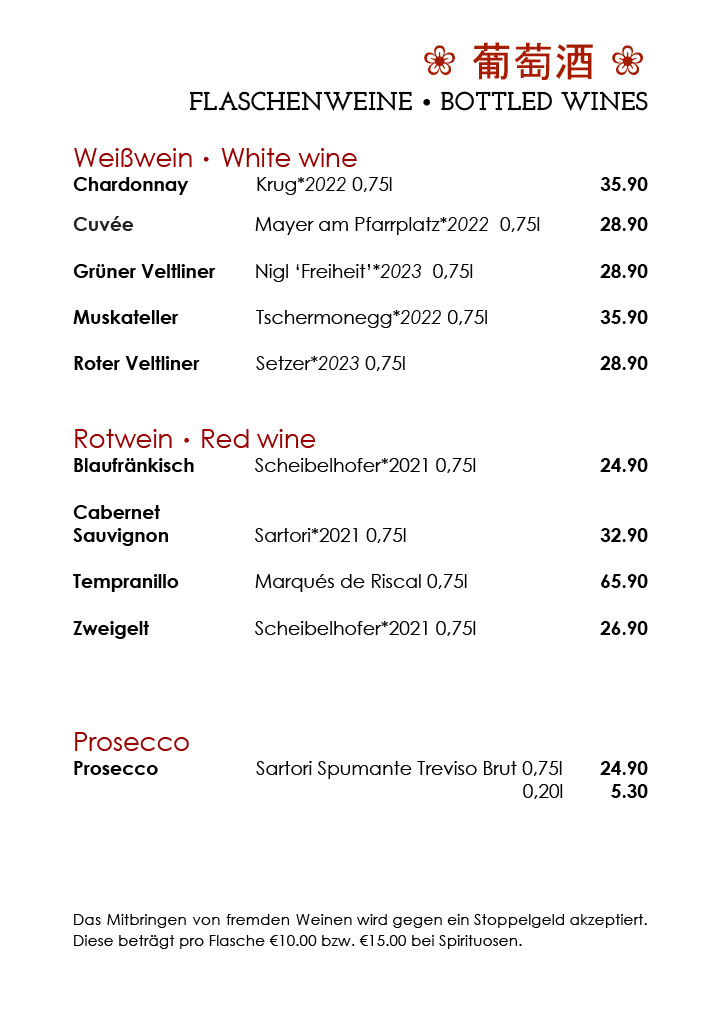 葡萄酒
FLASCHENWEINE • BOTTLED WINES
Weißwein • White wine
Chardonnay Krug*2022 0,75l 35.90
Cuvée Mayer am Pfarrplatz*2022 0,75l 28.90
Grüner Veltliner Nigl ‘Freiheit’*2023 0,75l 28.90
Muskateller Tschermonegg*2022 0,75l 35.90
Roter Veltliner Setzer*2023 0,75l 28.90
Rotwein • Red wine
Blaufränkisch Scheibelhofer*2021 0,75l 24.90
Cabernet
Sauvignon Sartori*2021 0,75l 32.90
Tempranillo Marqués de Riscal 0,75l 65.90
Zweigelt Scheibelhofer*2021 0,75l 26.90
Prosecco
Prosecco Sartori Spumante Treviso Brut 0,75l 24.90
0,20l 5.30
Das Mitbringen von fremden Weinen wird gegen ein Stoppelgeld akzeptiert.
Diese beträgt pro Flasche €10.00 bzw. €15.00 bei Spirituosen.